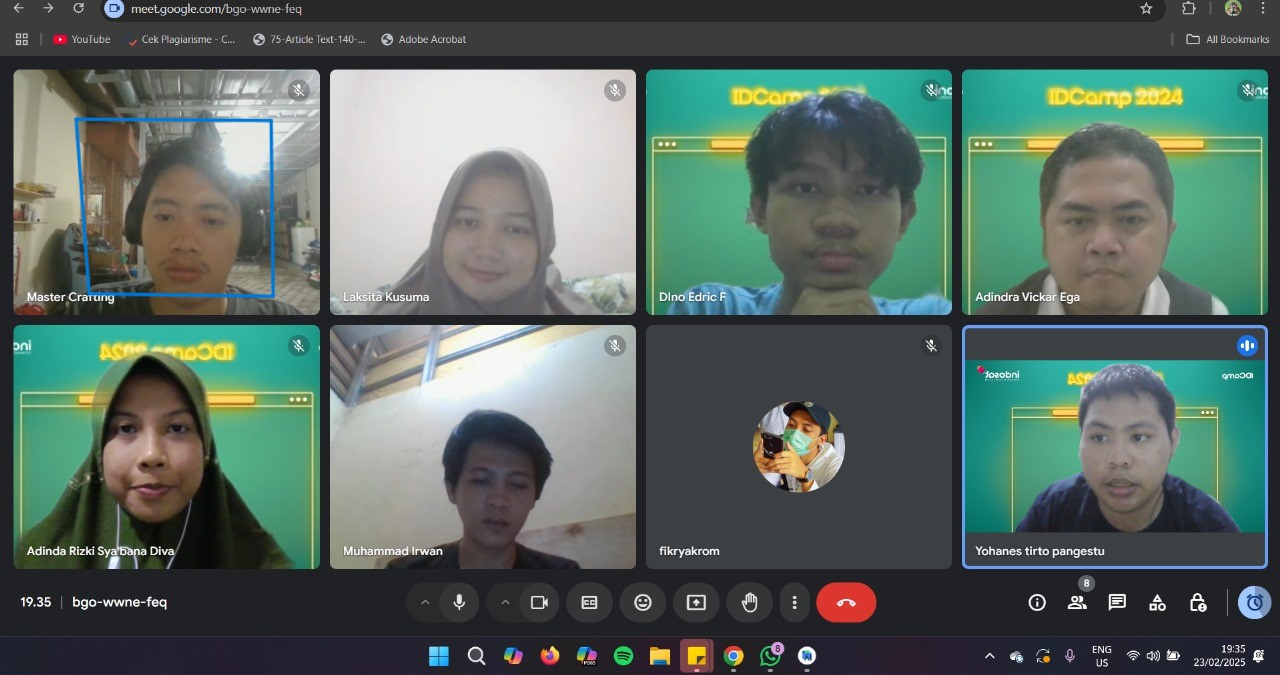 meet.google.com/bgo-wwne-feq
YouTube
Cek Plagiarisme - C...
75-Article Text-140-...
Adobe Acrobat
All Bookmarks
Master Crafting
Laksita Kusuma
IDCamp 2024
DIno Edric F
IDCamp 2024
Adindra Vickar Ega
IDCamp 2024
Adinda Rizki Sya'bana Diva
Muhammad Irwan
fikryakrom
indosat
2024
IDCamp
Yohanes tirto pangestu
19.35 | bgo-wwne-feq
8
8
ENG
US
19:35
23/02/2025